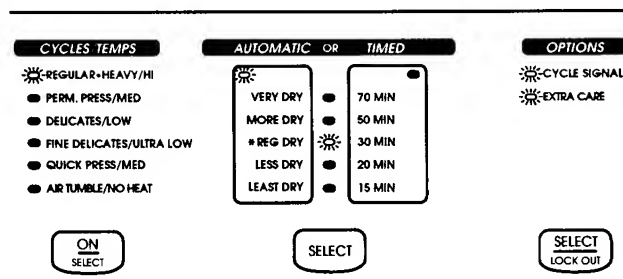 CYCLES TEMPS
REGULAR•HEAVY/HI
PERM. PRESS/MED
DELICATES/LOW
FINE DELICATES/ULTRA LOW
QUICK PRESS/MED
AIR TUMBLE/NO HEAT
ON
SELECT
AUTOMATIC OR TIMED
VERY DRY 70 MIN
MORE DRY 50 MIN
*REG DRY 30 MIN
LESS DRY 20 MIN
LEAST DRY 15 MIN
SELECT
OPTIONS
CYCLE SIGNAL
EXTRA CARE
SELECT
LOCK OUT